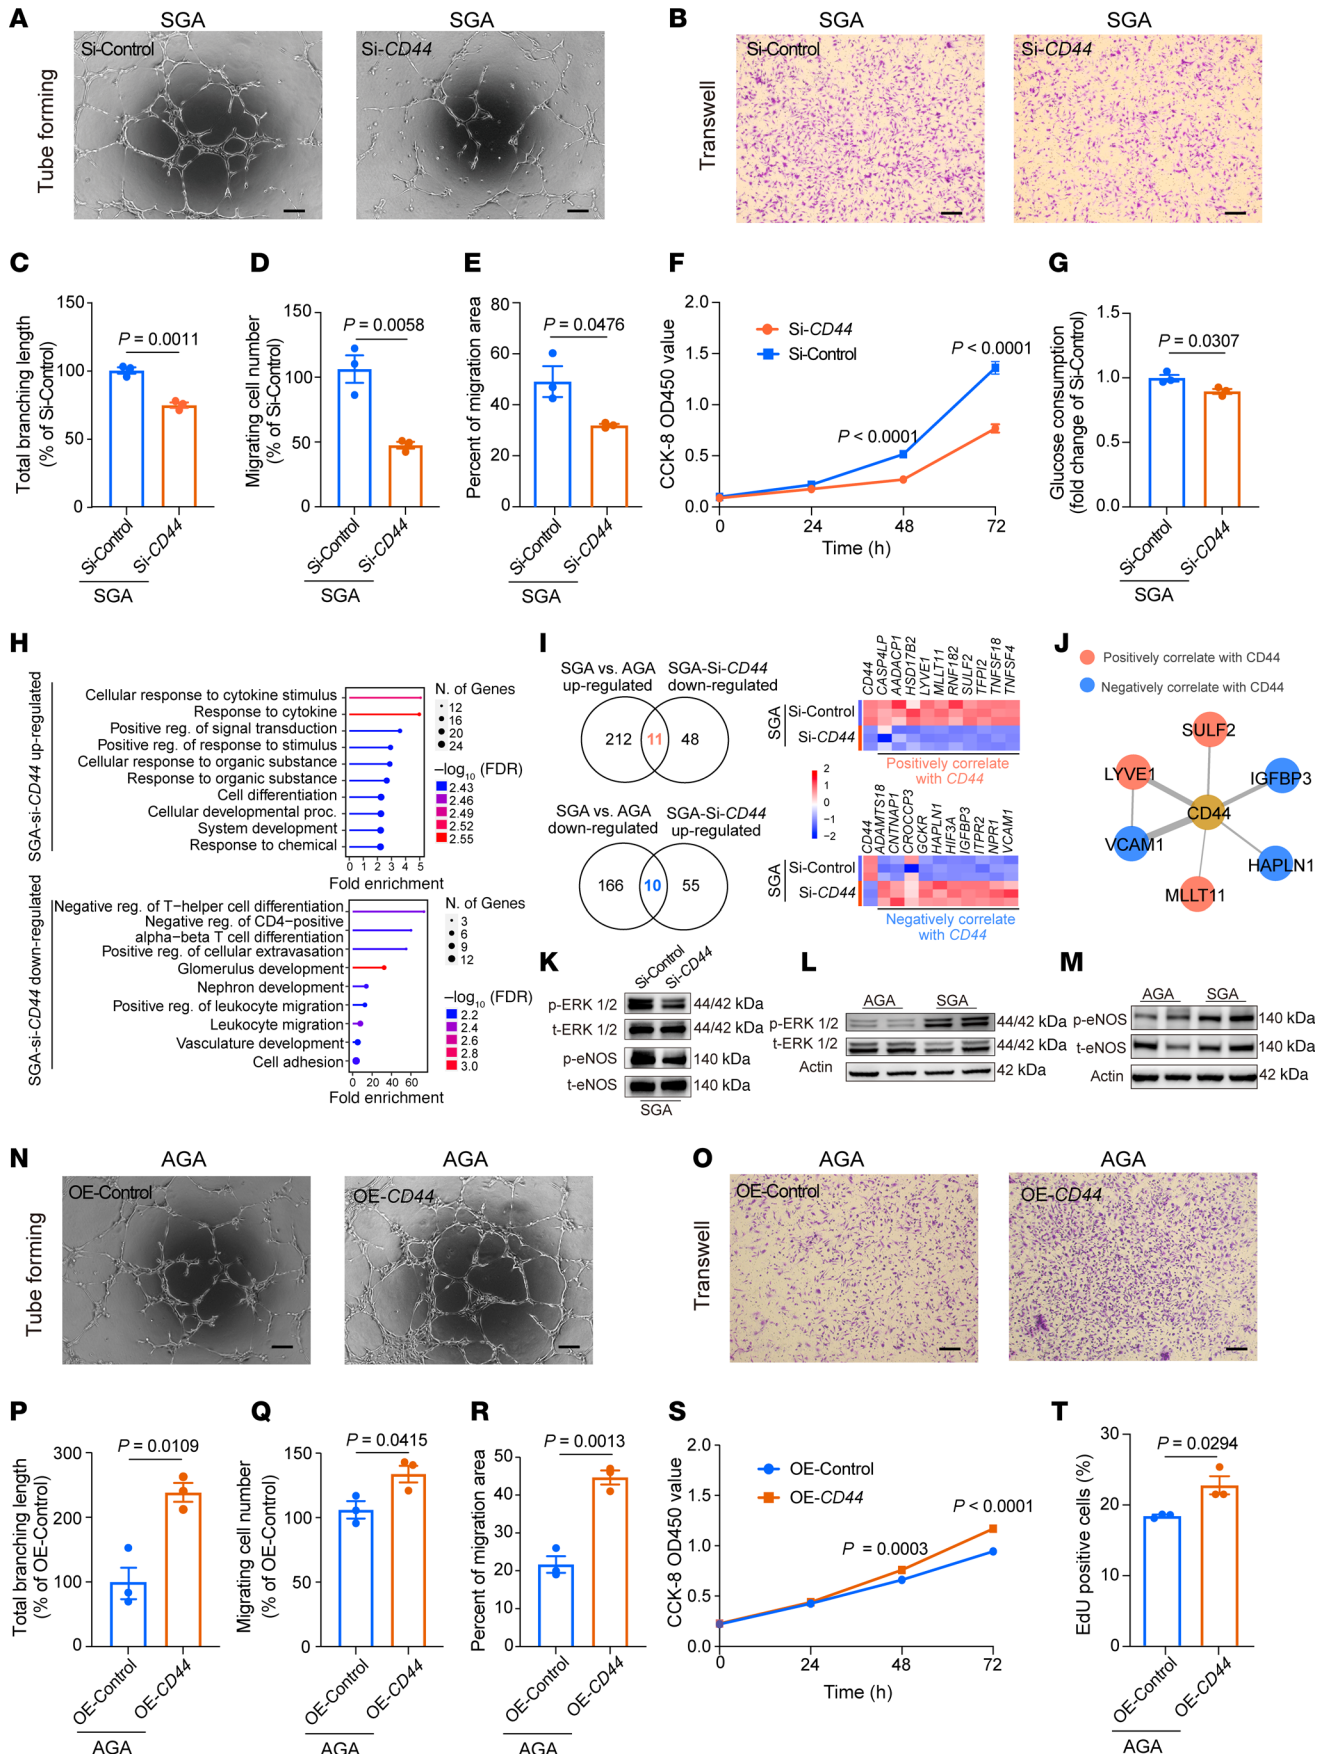 A
SGA
SGA
B
SGA
SGA
Tube forming
Si-Control
Si-CD44
Transwell
Si-Control
Si-CD44
C
Total branching length
(% of Si-Control)
150
100
50
0
P = 0.0011
Si-Control
Si-CD44
SGA
D
Migrating cell number
(% of Si-Control)
150
100
50
0
P = 0.0058
Si-Control
Si-CD44
SGA
E
Percent of migration area
80
60
40
20
0
P = 0.0476
Si-Control
Si-CD44
SGA
F
CCK-8 OD450 value
2.0
1.5
1.0
0.5
0.0
Si-CD44
Si-Control
P < 0.0001
P < 0.0001
0
24
48
72
Time (h)
G
Glucose consumption
(fold change of Si-Control)
1.5
1.0
0.5
0.0
P = 0.0307
Si-Control
Si-CD44
SGA
H
SGA-si-CD44 up-regulated
Cellular response to cytokine stimulus
Response to cytokine
Positive reg. of signal transduction
Positive reg. of response to stimulus
Cellular response to organic substance
Response to organic substance
Cell differentiation
Cellular developmental proc.
System development
Response to chemical
0 1 2 3 4 5
Fold enrichment
N. of Genes
12
16
20
24
−log10 (FDR)
2.43
2.46
2.49
2.52
2.55
SGA-si-CD44 down-regulated
Negative reg. of T-helper cell differentiation
Negative reg. of CD4−positive
alpha−beta T cell differentiation
Positive reg. of cellular extravasation
Glomerulus development
Nephron development
Positive reg. of leukocyte migration
Leukocyte migration
Vasculature development
Cell adhesion
0 20 40 60
Fold enrichment
N. of Genes
3
6
9
12
−log10 (FDR)
2.2
2.4
2.6
2.8
3.0
I
SGA vs. AGA
up-regulated
SGA-Si-CD44
down-regulated
212
11
48
SGA vs. AGA
down-regulated
SGA-Si-CD44
up-regulated
166
10
55
CD44
CASP4LP
AADACP1
HSD17B2
LYVE1
MLLT11
RNF182
SULF2
TFPI2
TNFSF18
TNFSF4
SGA
Si-Control
Si-CD44
Positively correlate
with CD44
2
1
0
−1
−2
CD44
ADAMTS18
CNTNAP1
CROCCP3
GCKR
HAPLN1
HIF3A
IGFBP3
ITPR2
NPR1
VCAM1
SGA
Si-Control
Si-CD44
Negatively correlate
with CD44
J
Positively correlate with CD44
Negatively correlate with CD44
SULF2
LYVE1
IGFBP3
CD44
VCAM1
HAPLN1
MLLT11
K
Si-Control
Si-CD44
p-ERK 1/2
44/42 kDa
t-ERK 1/2
44/42 kDa
p-eNOS
140 kDa
t-eNOS
140 kDa
SGA
L
AGA
SGA
p-ERK 1/2
44/42 kDa
t-ERK 1/2
44/42 kDa
Actin
42 kDa
M
AGA
SGA
p-eNOS
140 kDa
t-eNOS
140 kDa
Actin
42 kDa
N
AGA
AGA
O
AGA
AGA
Tube forming
OE-Control
OE-CD44
Transwell
OE-Control
OE-CD44
P
Total branching length
(% of OE-Control)
300
200
100
0
P = 0.0109
OE-Control
OE-CD44
AGA
Q
Migrating cell number
(% of OE-Control)
150
100
50
0
P = 0.0415
OE-Control
OE-CD44
AGA
R
Percent of migration area
50
40
30
20
10
0
P = 0.0013
OE-Control
OE-CD44
AGA
S
CCK-8 OD450 value
2.0
1.5
1.0
0.5
0.0
OE-Control
OE-CD44
P = 0.0003
P < 0.0001
0
24
48
72
Time (h)
T
EdU positive cells (%)
30
20
10
0
P = 0.0294
OE-Control
OE-CD44
AGA